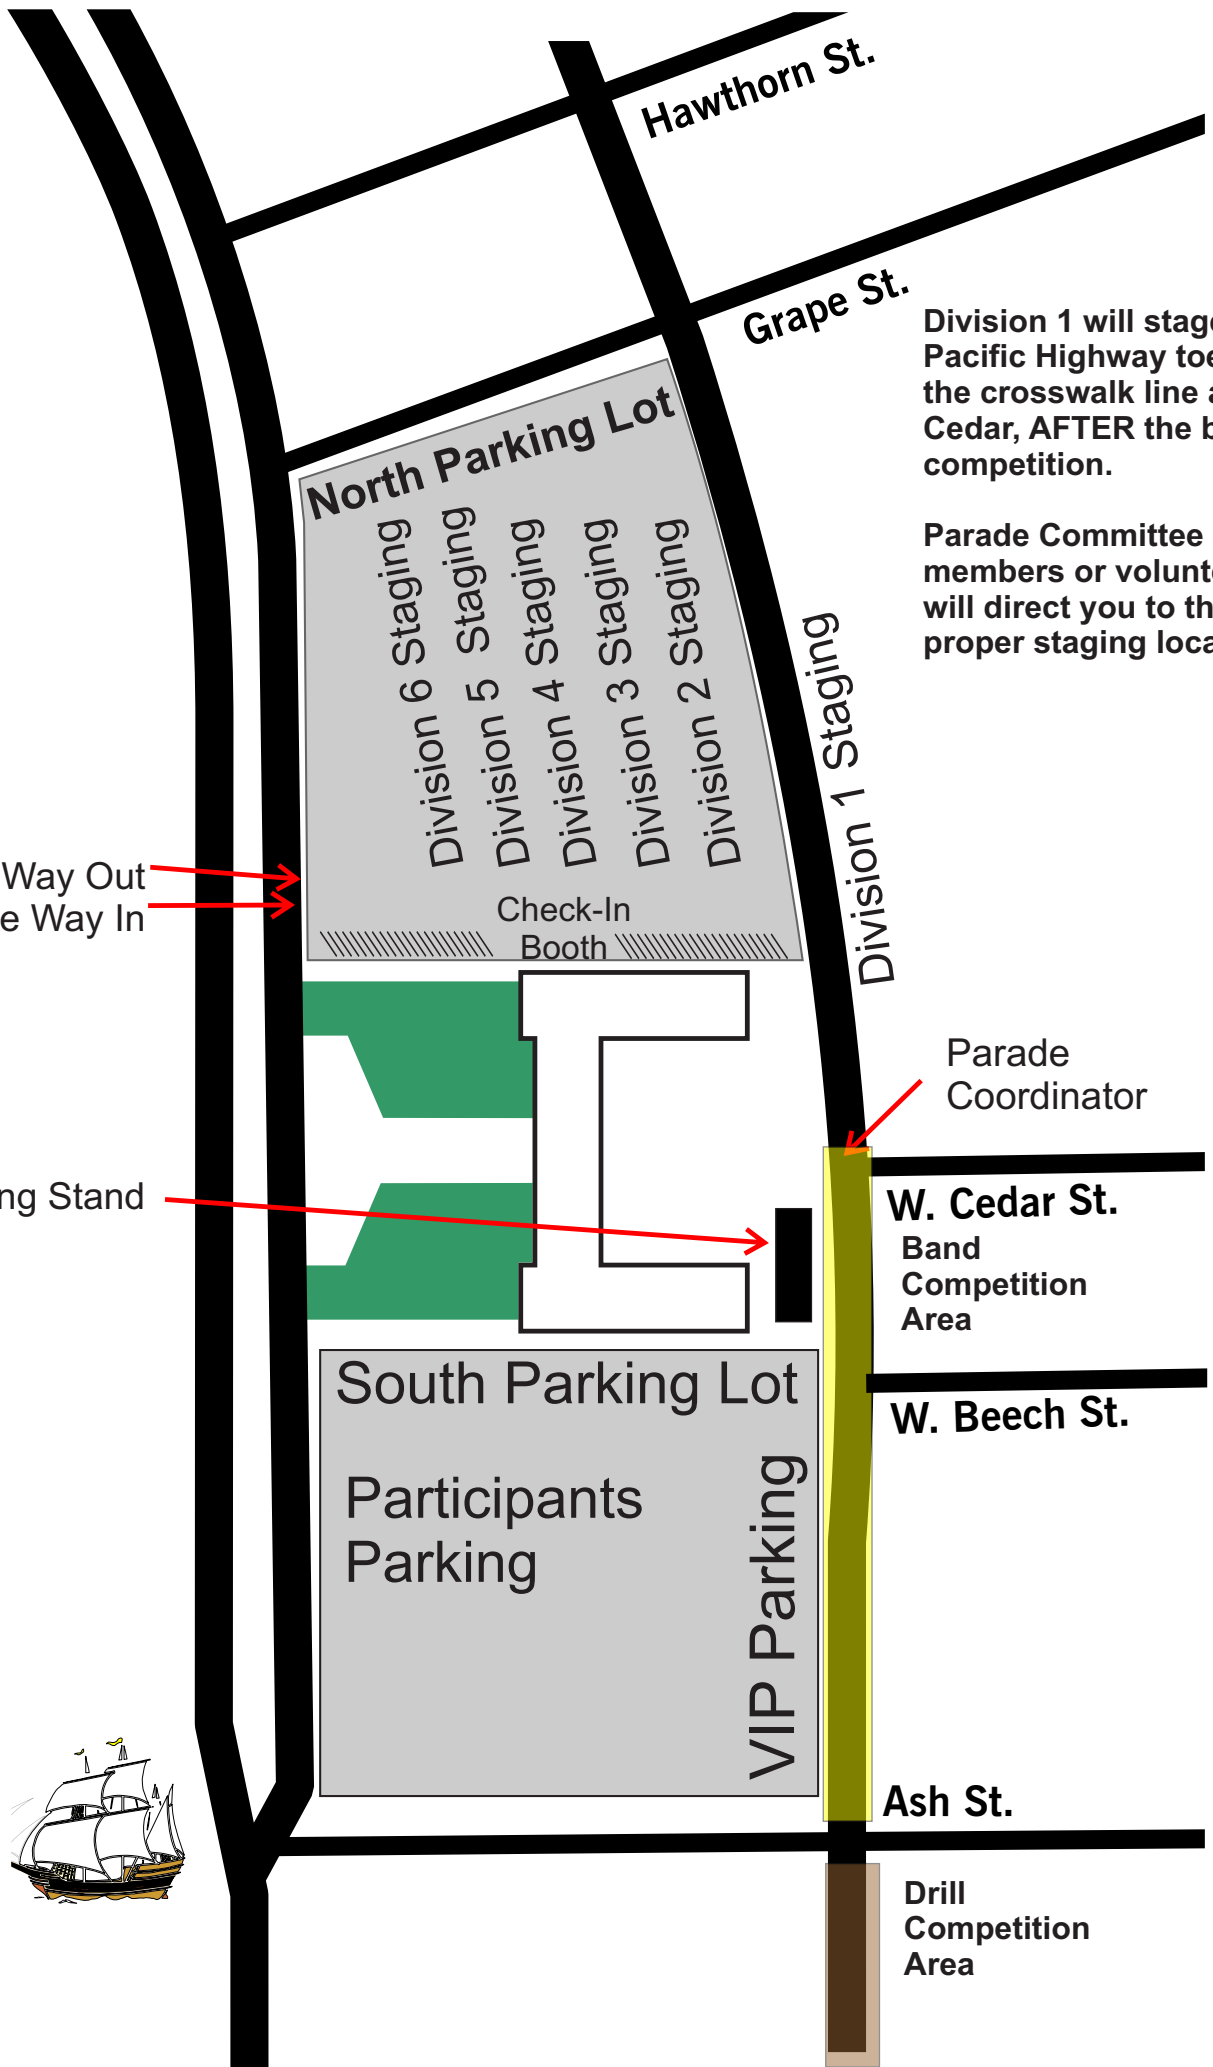 Hawthorn St.
Grape St.
Division 1 will stage
Pacific Highway toe
the crosswalk line a
Cedar, AFTER the b
competition.
Parade Committee
members or volunte
will direct you to th
proper staging loca
North Parking Lot
Division 6 Staging
Division 5 Staging
Division 4 Staging
Division 3 Staging
Division 2 Staging
Division 1 Staging
Way Out
e Way In
Check-In
Booth
Parade
Coordinator
ng Stand
W. Cedar St.
Band
Competition
Area
South Parking Lot
W. Beech St.
Participants
Parking
VIP Parking
Ash St.
Drill
Competition
Area